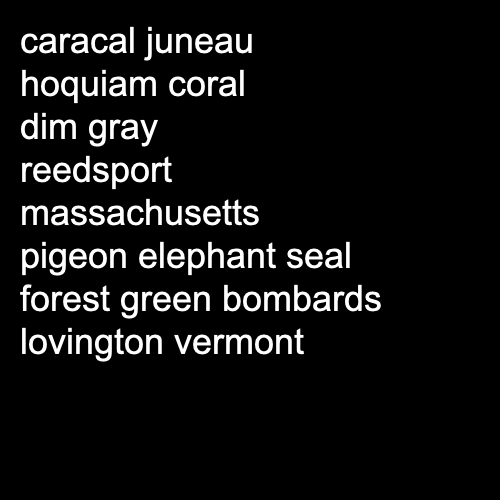 caracal juneau
hoquiam coral
dim gray
reedsport
massachusetts
pigeon elephant seal
forest green bombards
lovington vermont